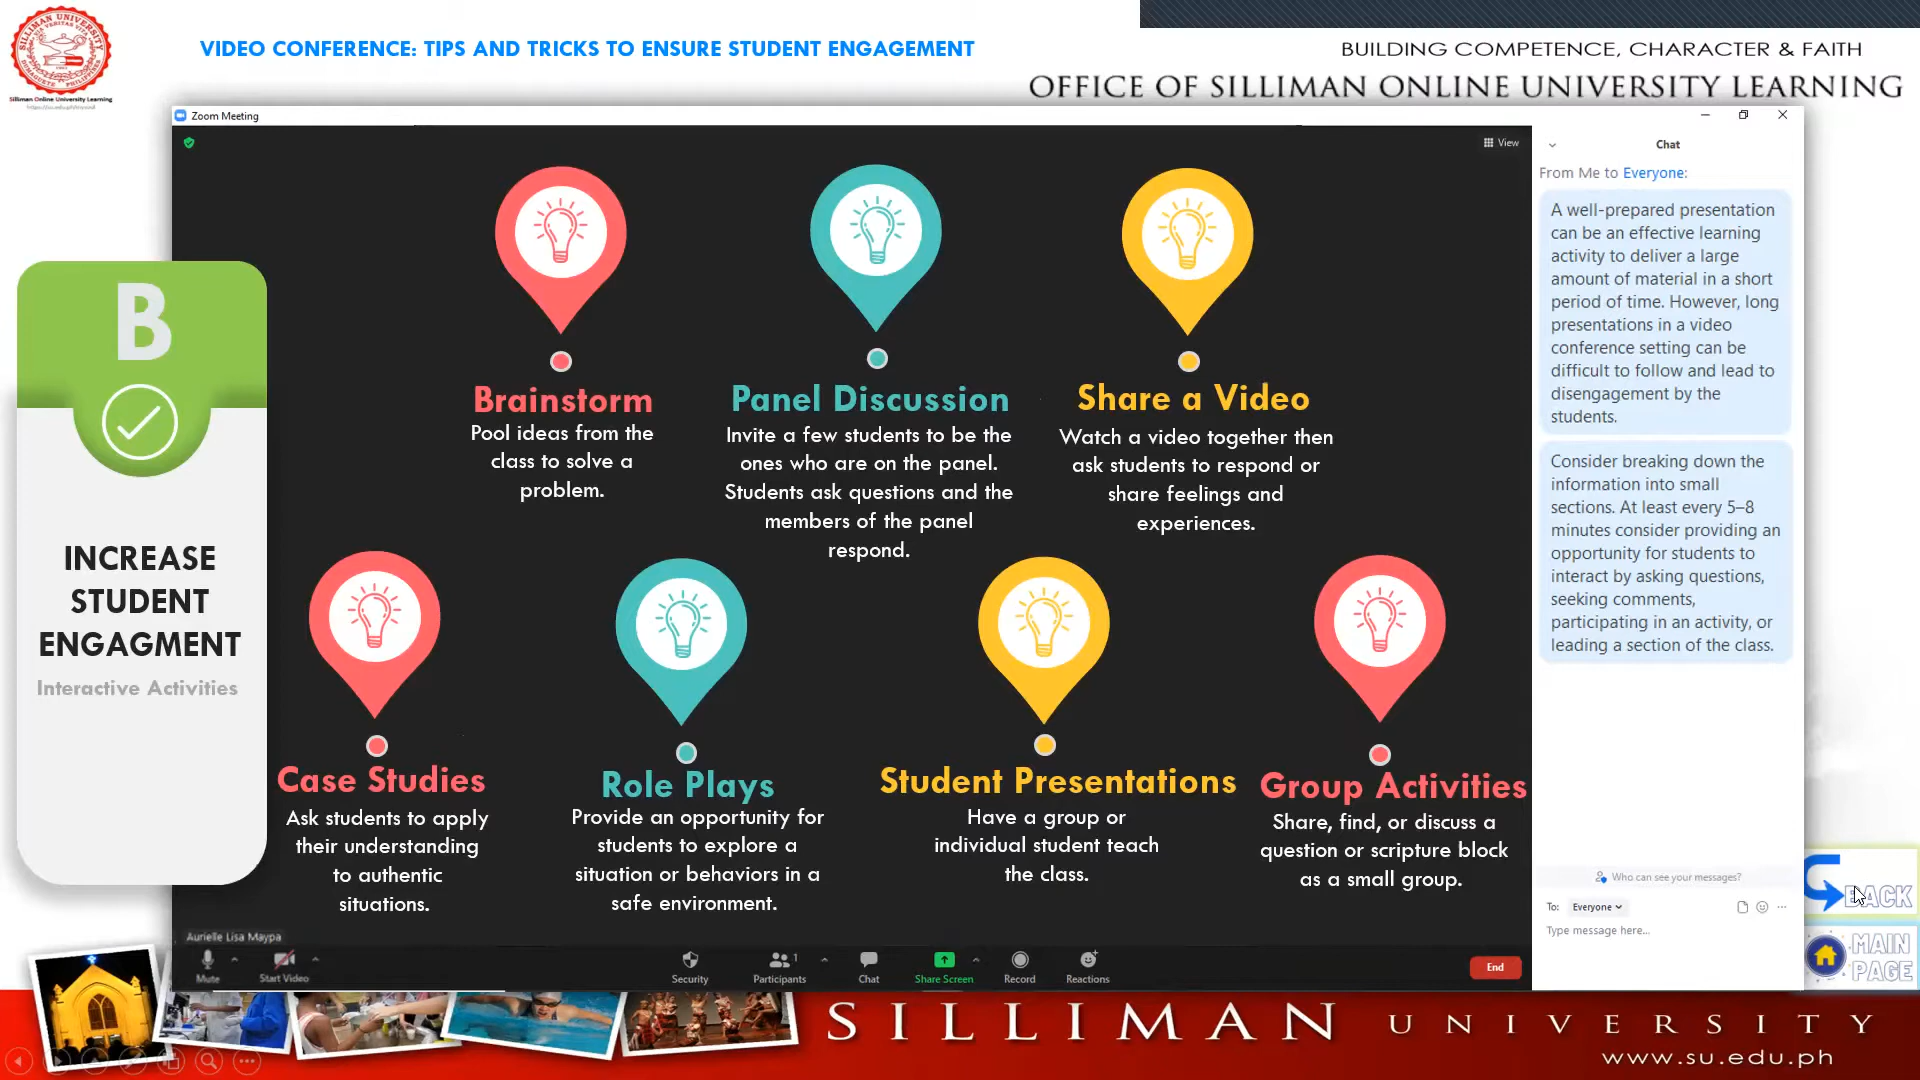 SILLIMAN UNIVERSITY
Silliman Online University Learning
VIDEO CONFERENCE: TIPS AND TRICKS TO ENSURE STUDENT ENGAGEMENT
BUILDING COMPETENCE, CHARACTER & FAITH
OFFICE OF SILLIMAN ONLINE UNIVERSITY LEARNING
Zoom Meeting
View
B
INCREASE
STUDENT
ENGAGMENT
Interactive Activities
Brainstorm
Pool ideas from the
class to solve a
problem.
Panel Discussion
Invite a few students to be the
ones who are on the panel.
Students ask questions and the
members of the panel
respond.
Share a Video
Watch a video together then
ask students to respond or
share feelings and
experiences.
Case Studies
Ask students to apply
their understanding
to authentic
situations.
Role Plays
Provide an opportunity for
students to explore a
situation or behaviors in a
safe environment.
Student Presentations
Have a group or
individual student teach
the class.
Group Activities
Share, find, or discuss a
question or scripture block
as a small group.
Aurielle Lisa Maypa
Mute
Start Video
Security
Participants
1
Chat
Share Screen
Record
Reactions
End
Chat
From Me to Everyone:
A well-prepared presentation
can be an effective learning
activity to deliver a large
amount of material in a short
period of time. However, long
presentations in a video
conference setting can be
difficult to follow and lead to
disengagement by the
students.
Consider breaking down the
information into small
sections. At least every 5–8
minutes consider providing an
opportunity for students to
interact by asking questions,
seeking comments,
participating in an activity, or
leading a section of the class.
Who can see your messages?
To: Everyone
Type message here...
BACK
MAIN
PAGE
SILLIMAN UNIVERSITY
www.su.edu.ph